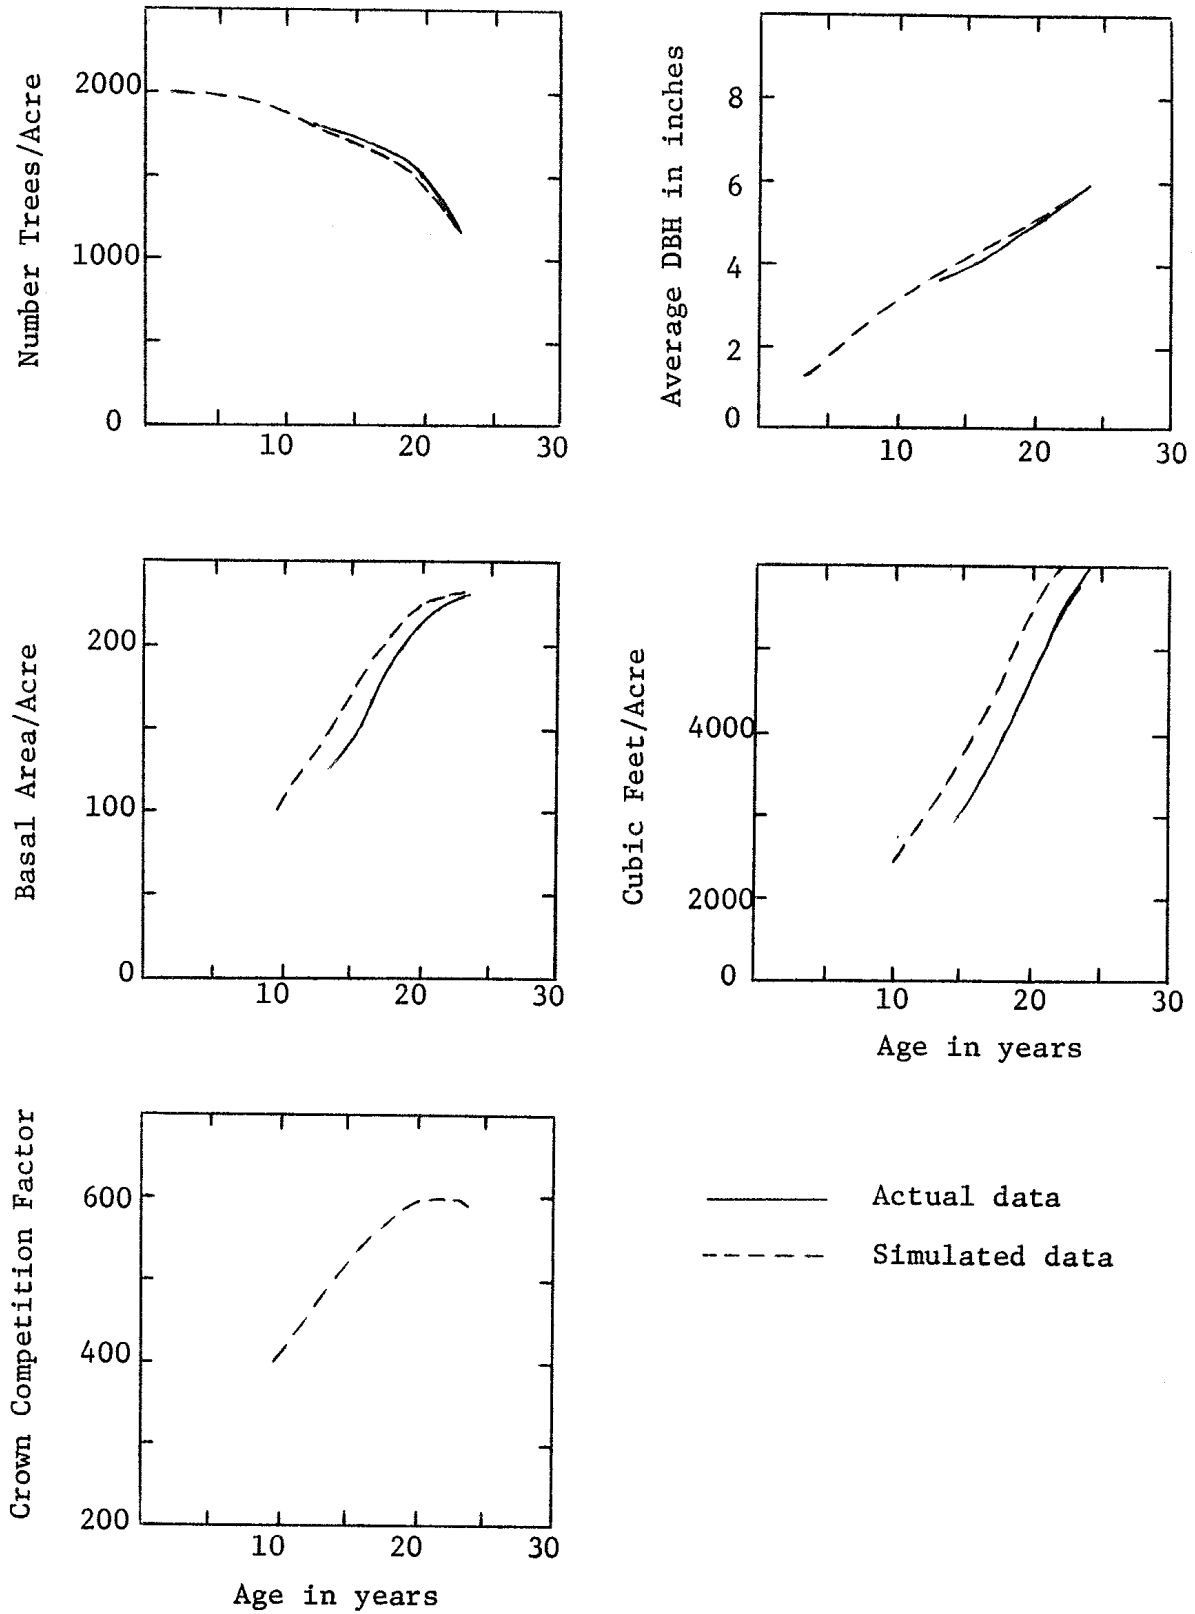 Number Trees/Acre
2000
1000
0
10 20 30
Average DBH in inches
8
6
4
2
0
10 20 30
Basal Area/Acre
200
100
0
10 20 30
Cubic Feet/Acre
4000
2000
0
10 20 30
Age in years
Crown Competition Factor
600
400
200
10 20 30
Age in years
Actual data
Simulated data